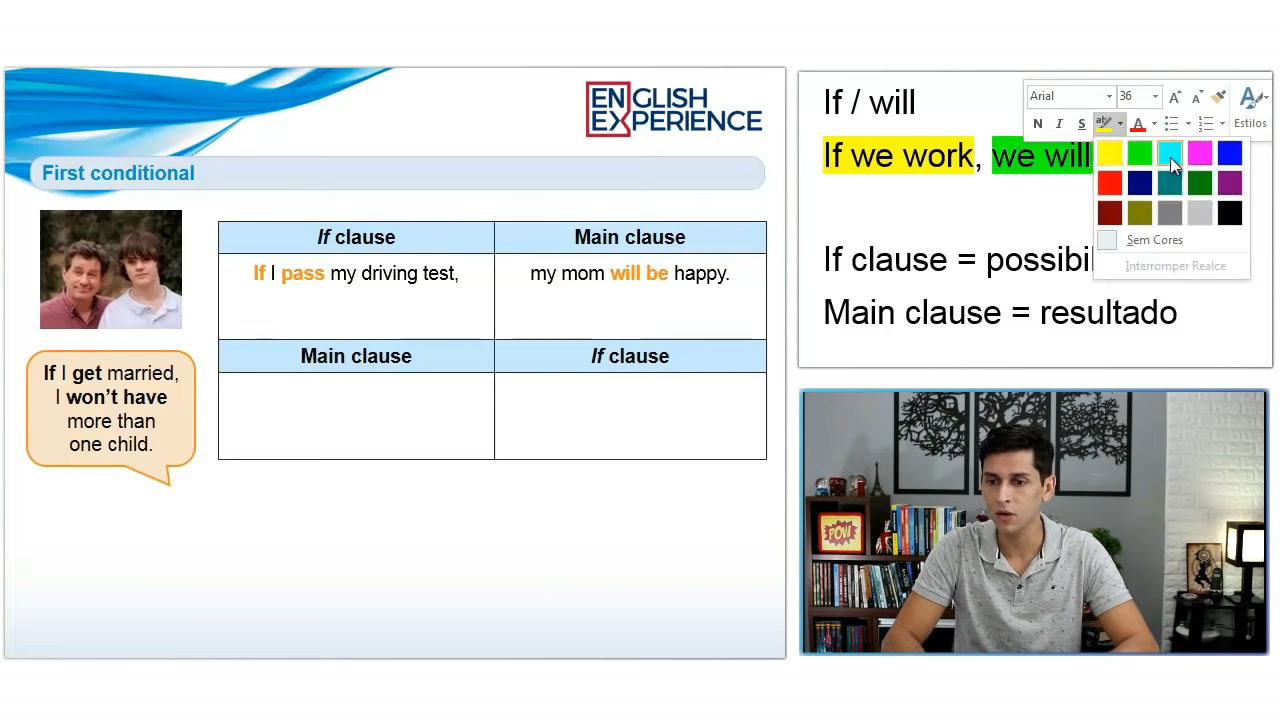 ENGLISH
EXPERIENCE
First conditional
If clause
Main clause
If I pass my driving test,
my mom will be happy.
Main clause
If clause
If I get married,
I won’t have
more than
one child.
If / will
If we work, we will
If clause = possibi
Main clause = resultado
Arial
36
N I S
Estilos
Sem Cores
Interromper Realce
POW